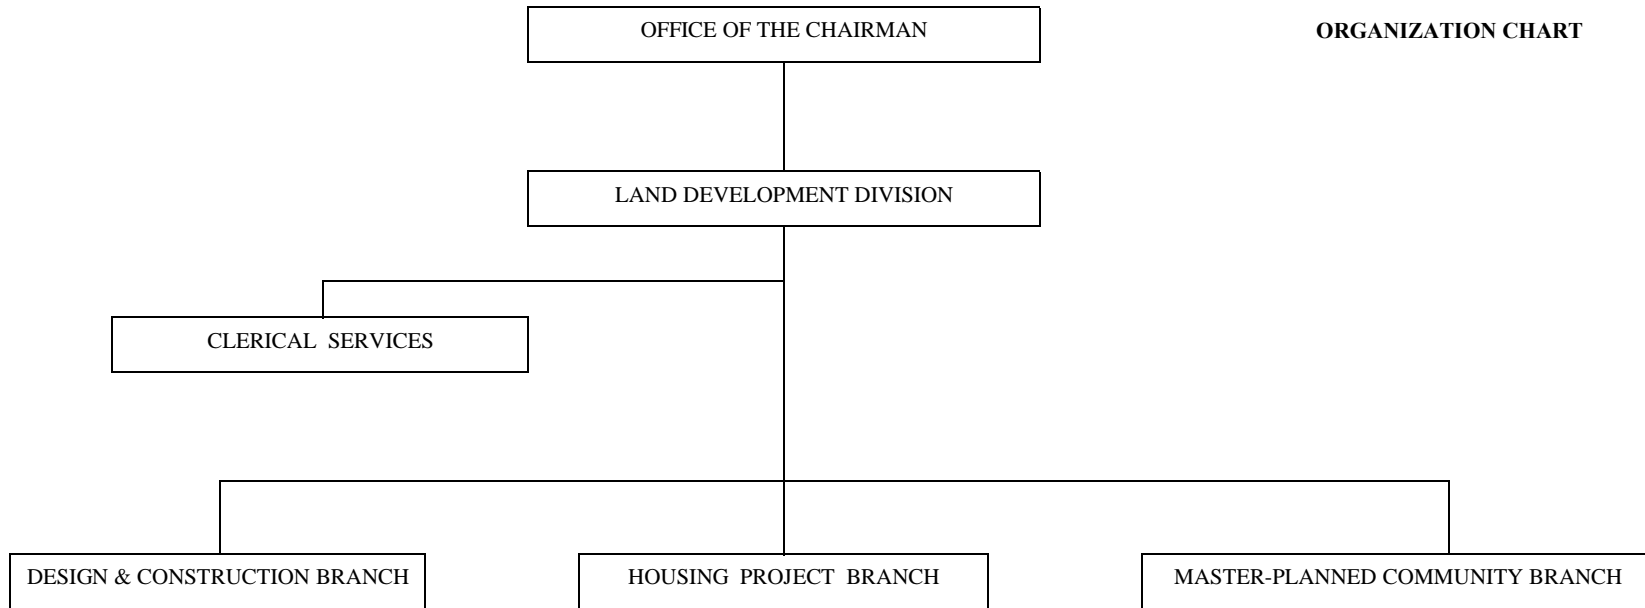 OFFICE OF THE CHAIRMAN
ORGANIZATION CHART
LAND DEVELOPMENT DIVISION
CLERICAL SERVICES
DESIGN & CONSTRUCTION BRANCH
HOUSING PROJECT BRANCH
MASTER-PLANNED COMMUNITY BRANCH